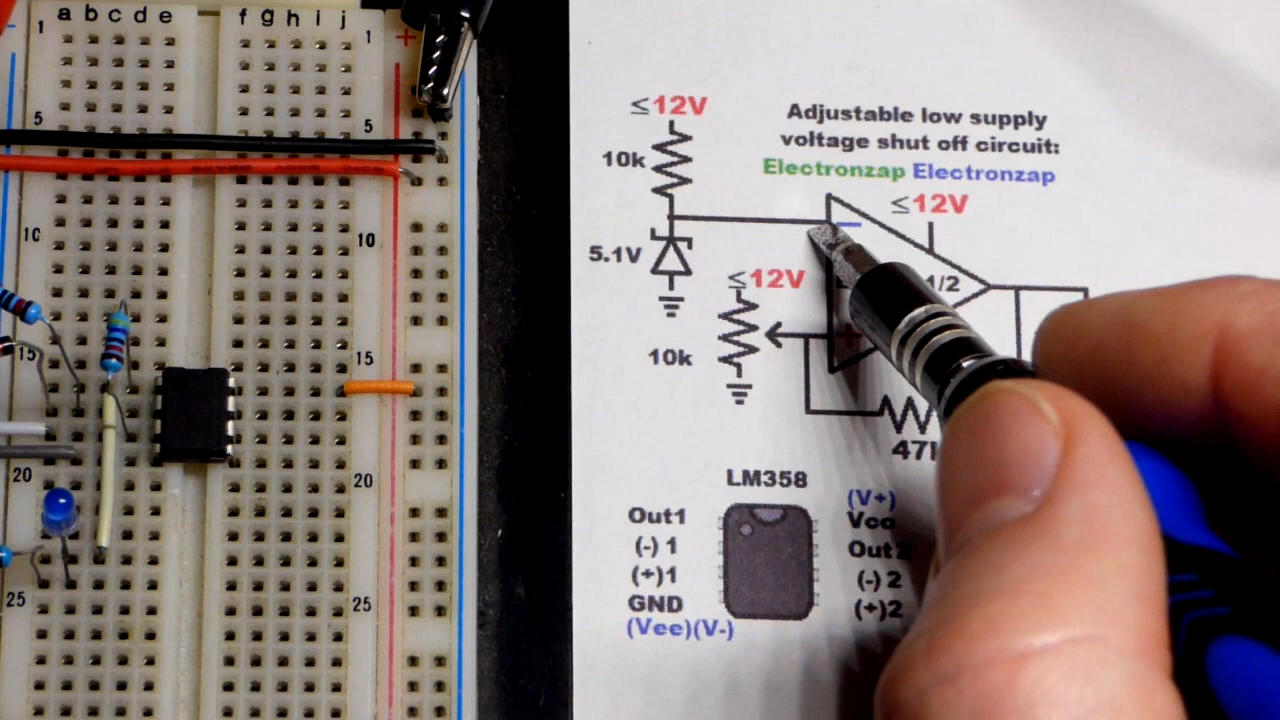 a b c d e f g h i j
1 1
+
5 5
10 10
15 15
20 20
25 25
≤12V
Adjustable low supply
voltage shut off circuit:
Electronzap Electronzap
10k
≤12V
−
5.1V
≤12V
1/2
+
10k
LM358
Out1
(-) 1
(+)1
GND
(Vee)(V-)
(V+)
(-) 2
(+)2